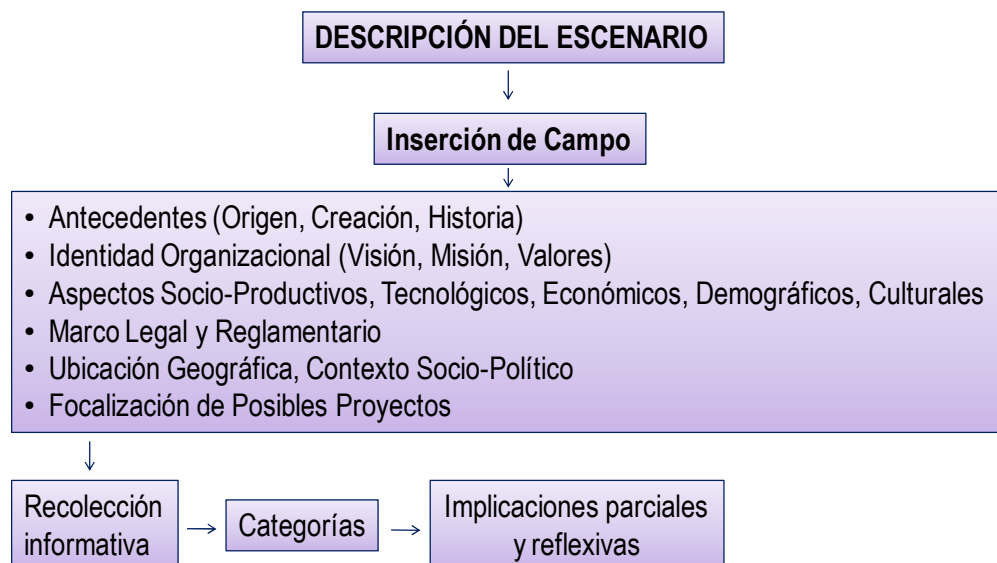 DESCRIPCIÓN DEL ESCENARIO
Inserción de Campo
• Antecedentes (Origen, Creación, Historia)
• Identidad Organizacional (Visión, Misión, Valores)
• Aspectos Socio-Productivos, Tecnológicos, Económicos, Demográficos, Culturales
• Marco Legal y Reglamentario
• Ubicación Geográfica, Contexto Socio-Político
• Focalización de Posibles Proyectos
Recolección
informativa
Categorías
Implicaciones parciales
y reflexivas